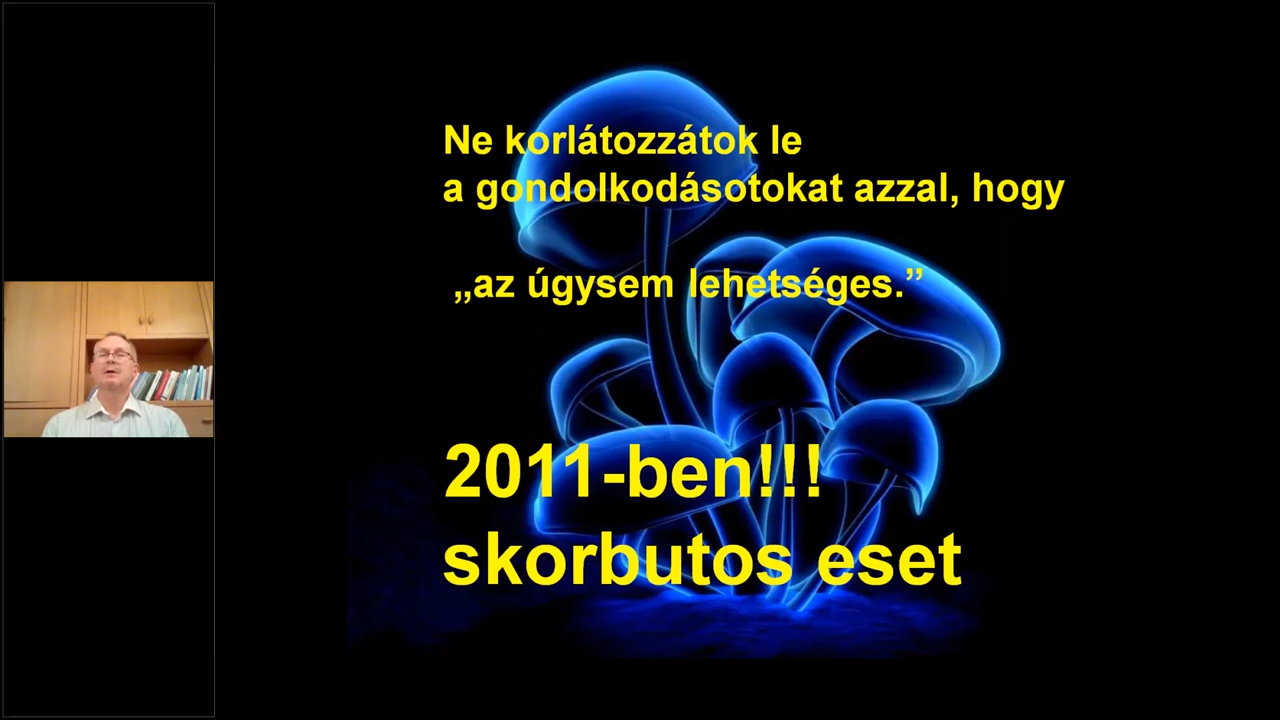 Ne korlátozzátok le
a gondolkodásotokat azzal, hogy
„az úgysem lehetséges.”
2011-ben!!!
skorbutos eset